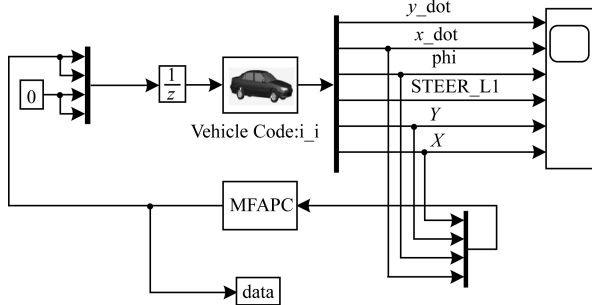 y_dot
x_dot
phi
STEER_L1
Y
X
0
1
z
Vehicle Code:i_i
MFAPC
data